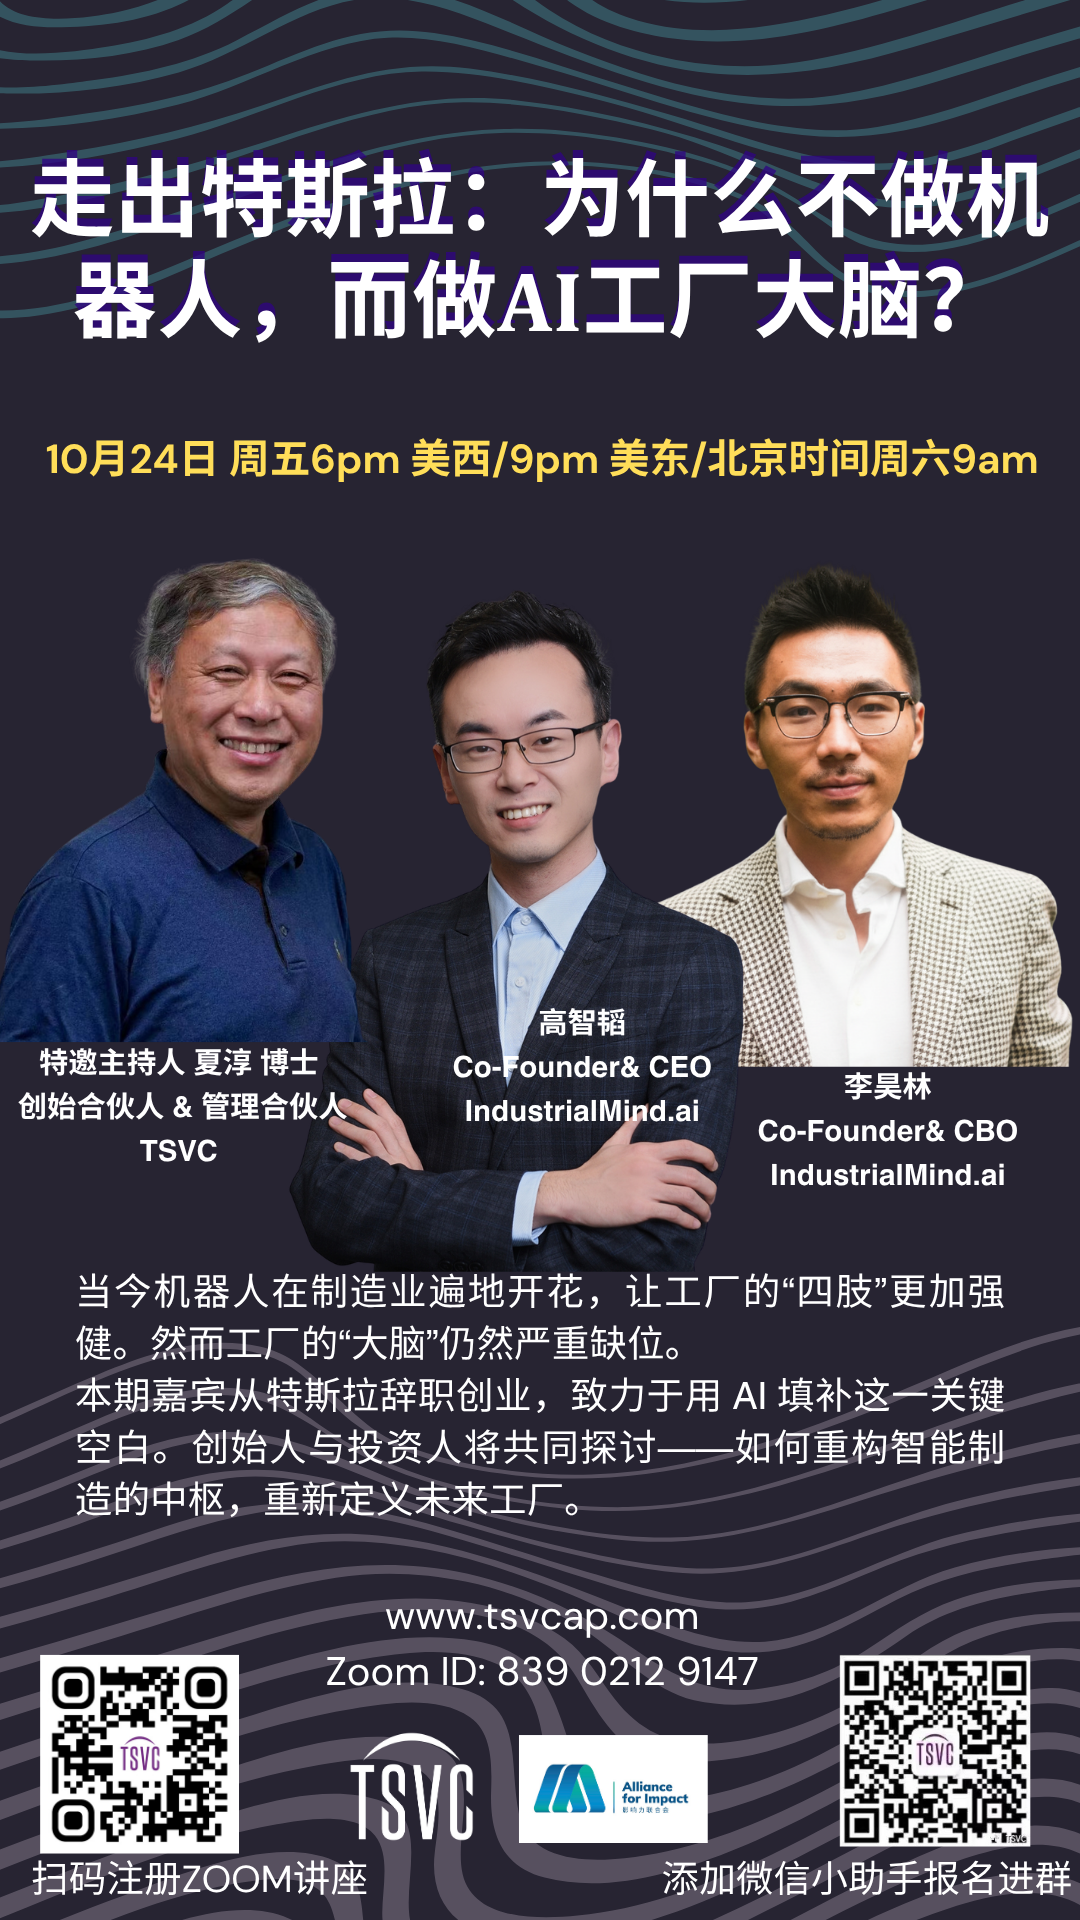 走出特斯拉：为什么不做机
器人，而做AI工厂大脑？
10月24日 周五6pm 美西/9pm 美东/北京时间周六9am
特邀主持人 夏淳 博士
创始合伙人 & 管理合伙人
TSVC
高智韬
Co-Founder& CEO
IndustrialMind.ai
李昊林
Co-Founder& CBO
IndustrialMind.ai
当今机器人在制造业遍地开花，让工厂的“四肢”更加强
健。然而工厂的“大脑”仍然严重缺位。
本期嘉宾从特斯拉辞职创业，致力于用 AI 填补这一关键
空白。创始人与投资人将共同探讨——如何重构智能制
造的中枢，重新定义未来工厂。
www.tsvcap.com
Zoom ID: 839 0212 9147
TSVC
TSVC
TSVC
TSVC
Alliance
for Impact
影响力联合会
扫码注册ZOOM讲座
添加微信小助手报名进群